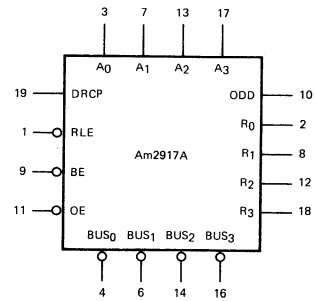 3 7 13 17
A0 A1 A2 A3
19 DRCP ODD 10
R0 2
1 RLE
R1 8
Am2917A
9 BE
R2 12
11 OE
R3 18
BUS0 BUS1 BUS2 BUS3
4 6 14 16